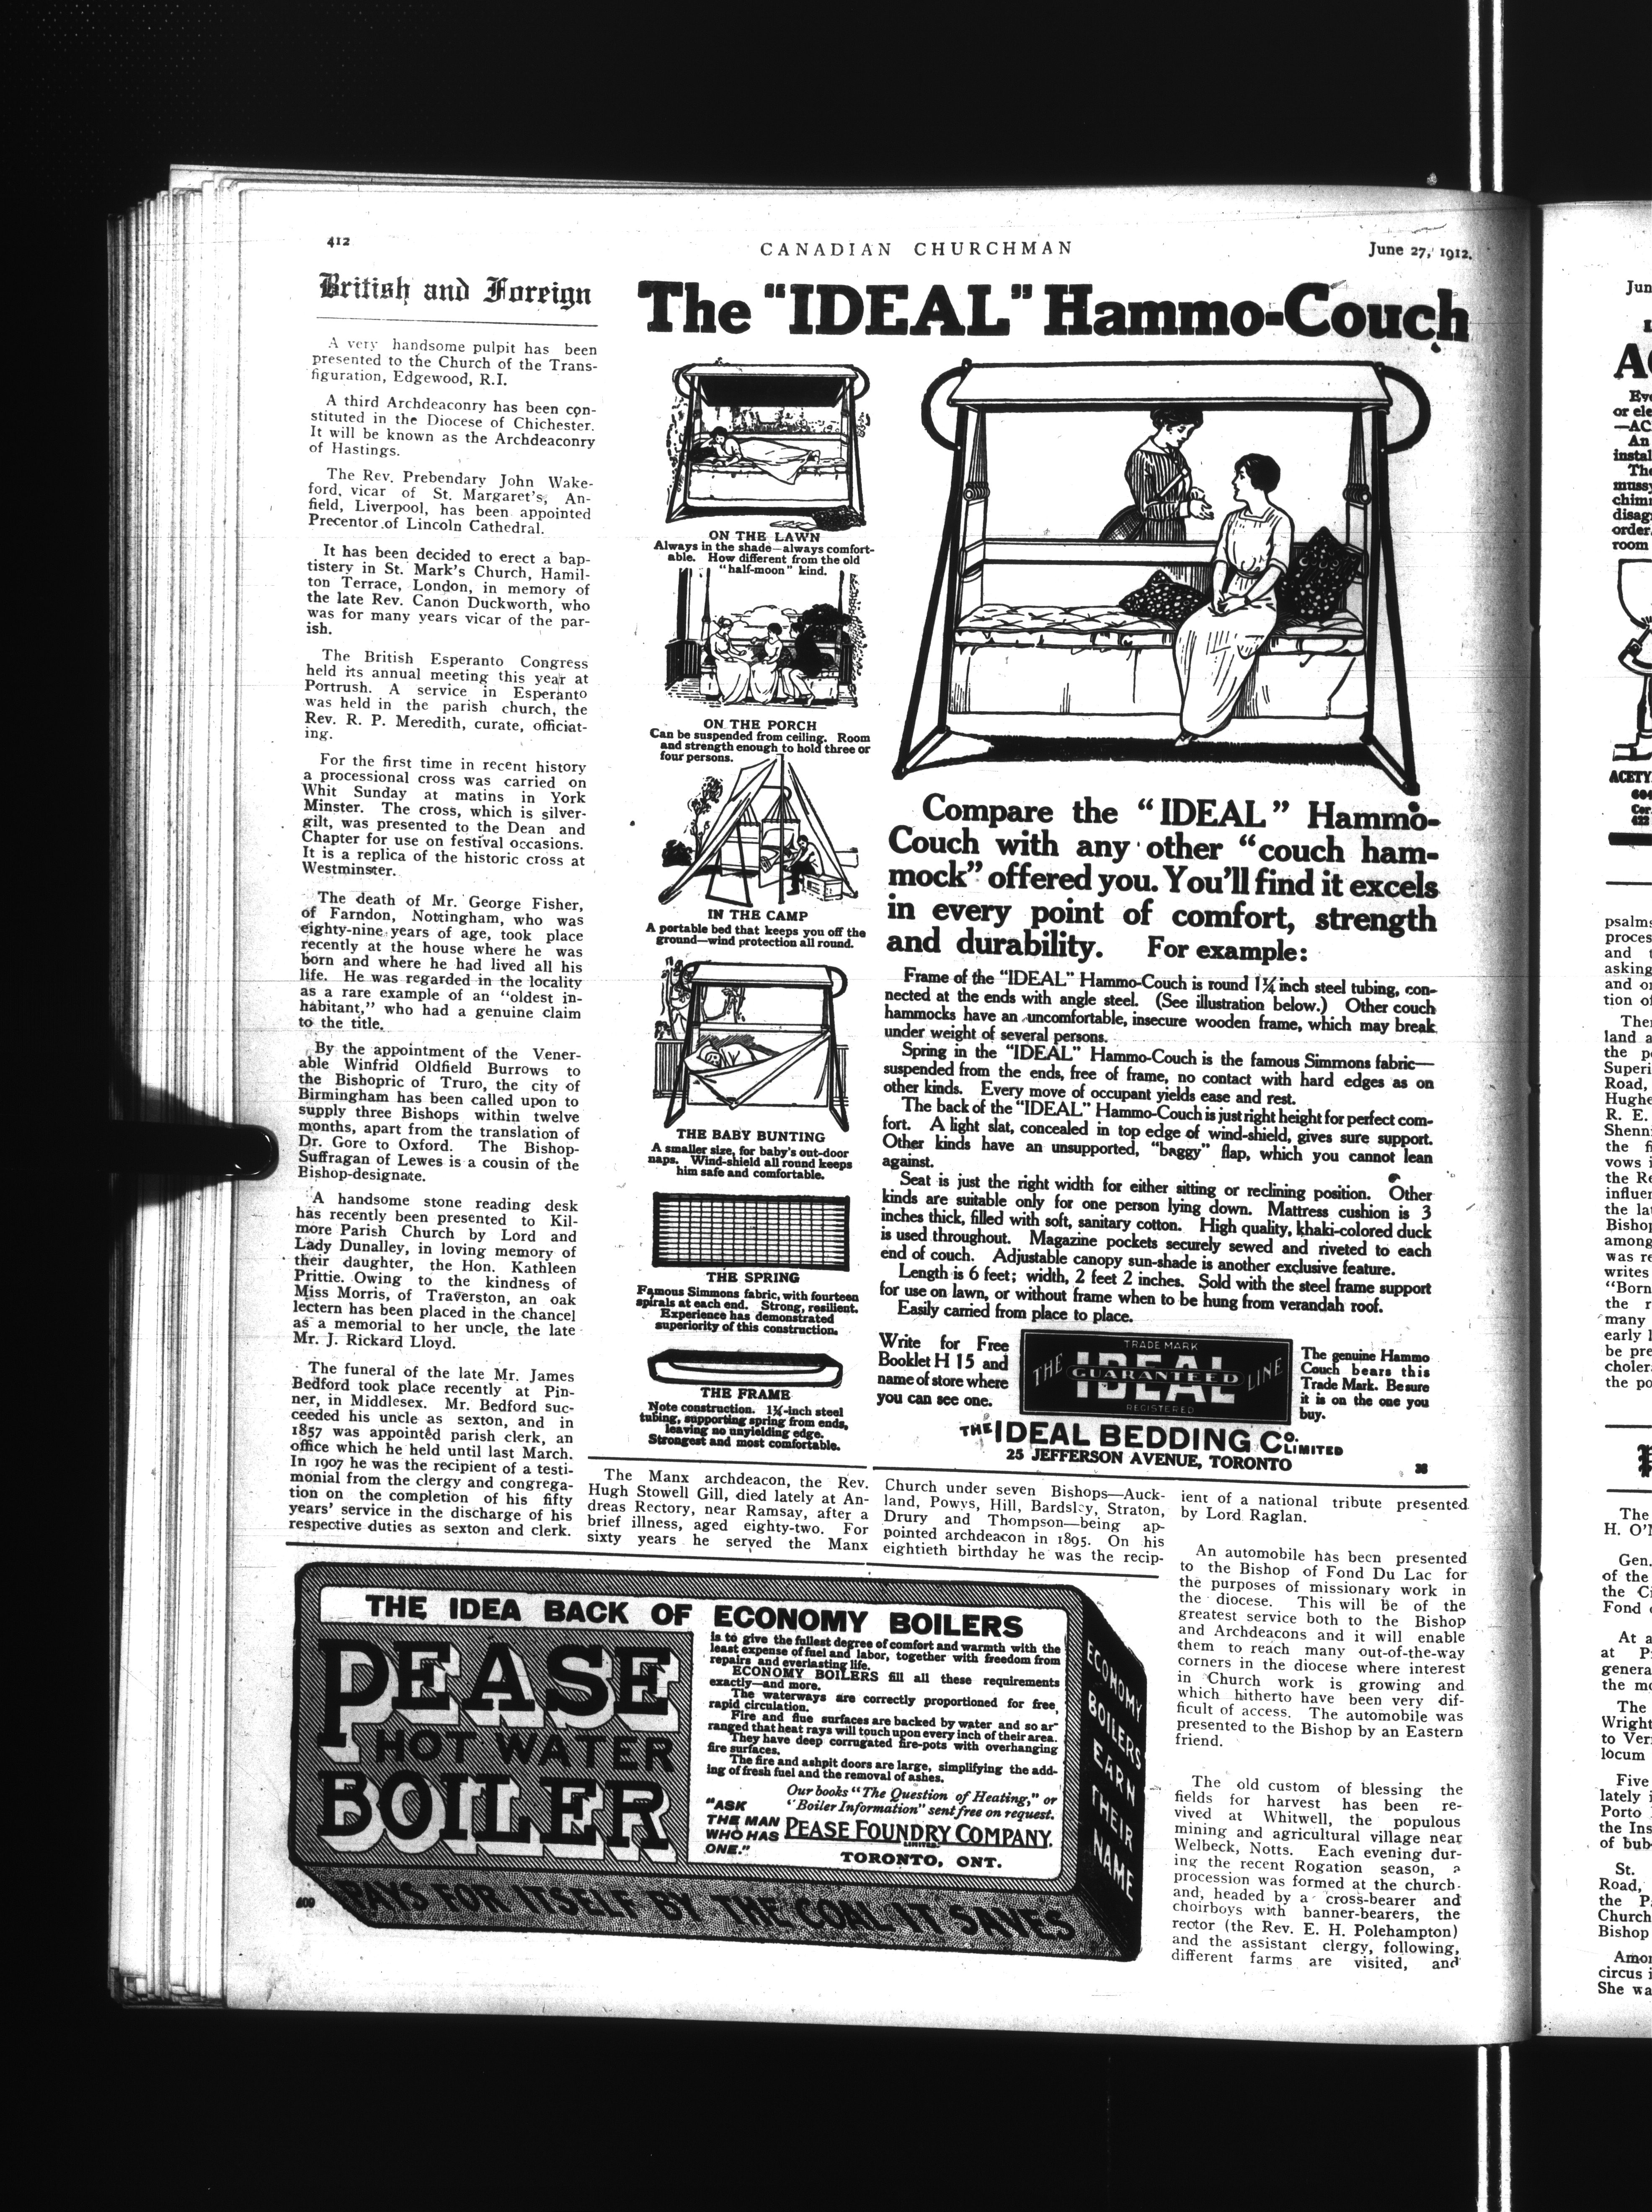 412
CANADIAN CHURCHMAN
June 27, 1912.
British and Foreign
A very handsome pulpit has been
presented to the Church of the Trans-
figuration, Edgewood, R.I.
A third Archdeaconry has been con-
stituted in the Diocese of Chichester.
It will be known as the Archdeaconry
of Hastings.
The Rev. Prebendary John Wake-
ford, vicar of St. Margaret's, An-
field, Liverpool, has been appointed
Precentor of Lincoln Cathedral.
It has been decided to erect a bap-
tistery in St. Mark's Church, Hamil-
ton Terrace, London, in memory of
the late Rev. Canon Duckworth, who
was for many years vicar of the par-
ish.
The British Esperanto Congress
held its annual meeting this year at
Portrush. A service in Esperanto
was held in the parish church, the
Rev. R. P. Meredith, curate, officiat-
ing.
For the first time in recent history
a processional cross was carried on
Whit Sunday at matins in York
Minster. The cross, which is silver-
gilt, was presented to the Dean and
Chapter for use on festival occasions.
It is a replica of the historic cross at
Westminster.
The death of Mr. George Fisher,
of Farndon, Nottingham, who was
eighty-nine years of age, took place
recently at the house where he was
born and where he had lived all his
life. He was regarded in the locality
as a rare example of an "oldest in-
habitant," who had a genuine claim
to the title.
By the appointment of the Vener-
able Winfrid Oldfield Burrows to
the Bishopric of Truro, the city of
Birmingham has been called upon to
supply three Bishops within twelve
months, apart from the translation of
Dr. Gore to Oxford. The Bishop-
Suffragan of Lewes is a cousin of the
Bishop-designate.
A handsome stone reading desk
has recently been presented to Kil-
more Parish Church by Lord and
Lady Dunalley, in loving memory of
their daughter, the Hon. Kathleen
Prittie. Owing to the kindness of
Miss Morris, of Traverston, an oak
lectern has been placed in the chancel
as a memorial to her uncle, the late
Mr. J. Rickard Lloyd.
The funeral of the late Mr. James
Bedford took place recently at Pin-
ner, in Middlesex. Mr. Bedford suc-
ceeded his uncle as sexton, and in
1857 was appointed parish clerk, an
office which he held until last March.
In 1907 he was the recipient of a testi-
monial from the clergy and congrega-
tion on the completion of his fifty
years' service in the discharge of his
respective duties as sexton and clerk.
The "IDEAL" Hammo-Couch
ON THE LAWN
Always in the shade—always comfort-
able. How different from the old
"half-moon" kind.
ON THE PORCH
Can be suspended from ceiling. Room
and strength enough to hold three or
four persons.
IN THE CAMP
A portable bed that keeps you off the
ground—wind protection all round.
THE BABY BUNTING
A smaller size, for baby's out-door
naps. Wind-shield all round keeps
him safe and comfortable.
THE SPRING
Famous Simmons fabric, with fourteen
spirals at each end. Strong, resilient.
Experience has demonstrated
superiority of this construction.
THE FRAME
Note construction. 1¼-inch steel
tubing, supporting spring from ends,
leaving no unyielding edge.
Strongest and most comfortable.
Compare the "IDEAL" Hammo-
Couch with any other "couch ham-
mock" offered you. You'll find it excels
in every point of comfort, strength
and durability. For example:
Frame of the "IDEAL" Hammo-Couch is round 1¼ inch steel tubing, con-
nected at the ends with angle steel. (See illustration below.) Other couch
hammocks have an uncomfortable, insecure wooden frame, which may break
under weight of several persons.
Spring in the "IDEAL" Hammo-Couch is the famous Simmons fabric—
suspended from the ends, free of frame, no contact with hard edges as on
other kinds. Every move of occupant yields ease and rest.
The back of the "IDEAL" Hammo-Couch is just right height for perfect com-
fort. A light slat, concealed in top edge of wind-shield, gives sure support.
Other kinds have an unsupported, "baggy" flap, which you cannot lean
against.
Seat is just the right width for either sitting or reclining position. Other
kinds are suitable only for one person lying down. Mattress cushion is 3
inches thick, filled with soft, sanitary cotton. High quality, khaki-colored duck
is used throughout. Magazine pockets securely sewed and riveted to each
end of couch. Adjustable canopy sun-shade is another exclusive feature.
Length is 6 feet; width, 2 feet 2 inches. Sold with the steel frame support
for use on lawn, or without frame when to be hung from verandah roof.
Easily carried from place to place.
Write for Free
Booklet H 15 and
name of store where
you can see one.
TRADE MARK
THE IDEAL LINE
GUARANTEED
REGISTERED
The genuine Hammo
Couch bears this
Trade Mark. Be sure
it is on the one you
buy.
THE IDEAL BEDDING CO. LIMITED
25 JEFFERSON AVENUE, TORONTO
The Manx archdeacon, the Rev.
Hugh Stowell Gill, died lately at An-
dreas Rectory, near Ramsay, after a
brief illness, aged eighty-two. For
sixty years he served the Manx
Church under seven Bishops—Auck-
land, Powys, Hill, Bardsley, Straton,
Drury and Thompson—being ap-
pointed archdeacon in 1895. On his
eightieth birthday he was the recip-
ient of a national tribute presented
by Lord Raglan.
An automobile has been presented
to the Bishop of Fond Du Lac for
the purposes of missionary work in
the diocese. This will be of the
greatest service both to the Bishop
and Archdeacons and it will enable
them to reach many out-of-the-way
corners in the diocese where interest
in Church work is growing and
which hitherto have been very dif-
ficult of access. The automobile was
presented to the Bishop by an Eastern
friend.
The old custom of blessing the
fields for harvest has been re-
vived at Whitwell, the populous
mining and agricultural village near
Welbeck, Notts. Each evening dur-
ing the recent Rogation season, a
procession was formed at the church
and, headed by a cross-bearer and
choirboys with banner-bearers, the
rector (the Rev. E. H. Polehampton)
and the assistant clergy, following,
different farms are visited, and
THE IDEA BACK OF ECONOMY BOILERS
PEASE
HOT WATER
BOILER
is to give the fullest degree of comfort and warmth with the
least expense of fuel and labor, together with freedom from
repairs and everlasting life.
ECONOMY BOILERS fill all these requirements
exactly—and more.
The waterways are correctly proportioned for free,
rapid circulation.
Fire and flue surfaces are backed by water and so ar-
ranged that heat rays will touch upon every inch of their area.
They have deep corrugated fire-pots with overhanging
fire surfaces.
The fire and ashpit doors are large, simplifying the add-
ing of fresh fuel and the removal of ashes.
Our books "The Question of Heating," or
"Boiler Information" sent free on request.
"ASK
THE MAN
WHO HAS
ONE."
PEASE FOUNDRY COMPANY.
LIMITED.
TORONTO, ONT.
ECONOMY
BOILERS
EARN
THEIR
NAME
409
PAYS FOR ITSELF BY THE COAL IT SAVES